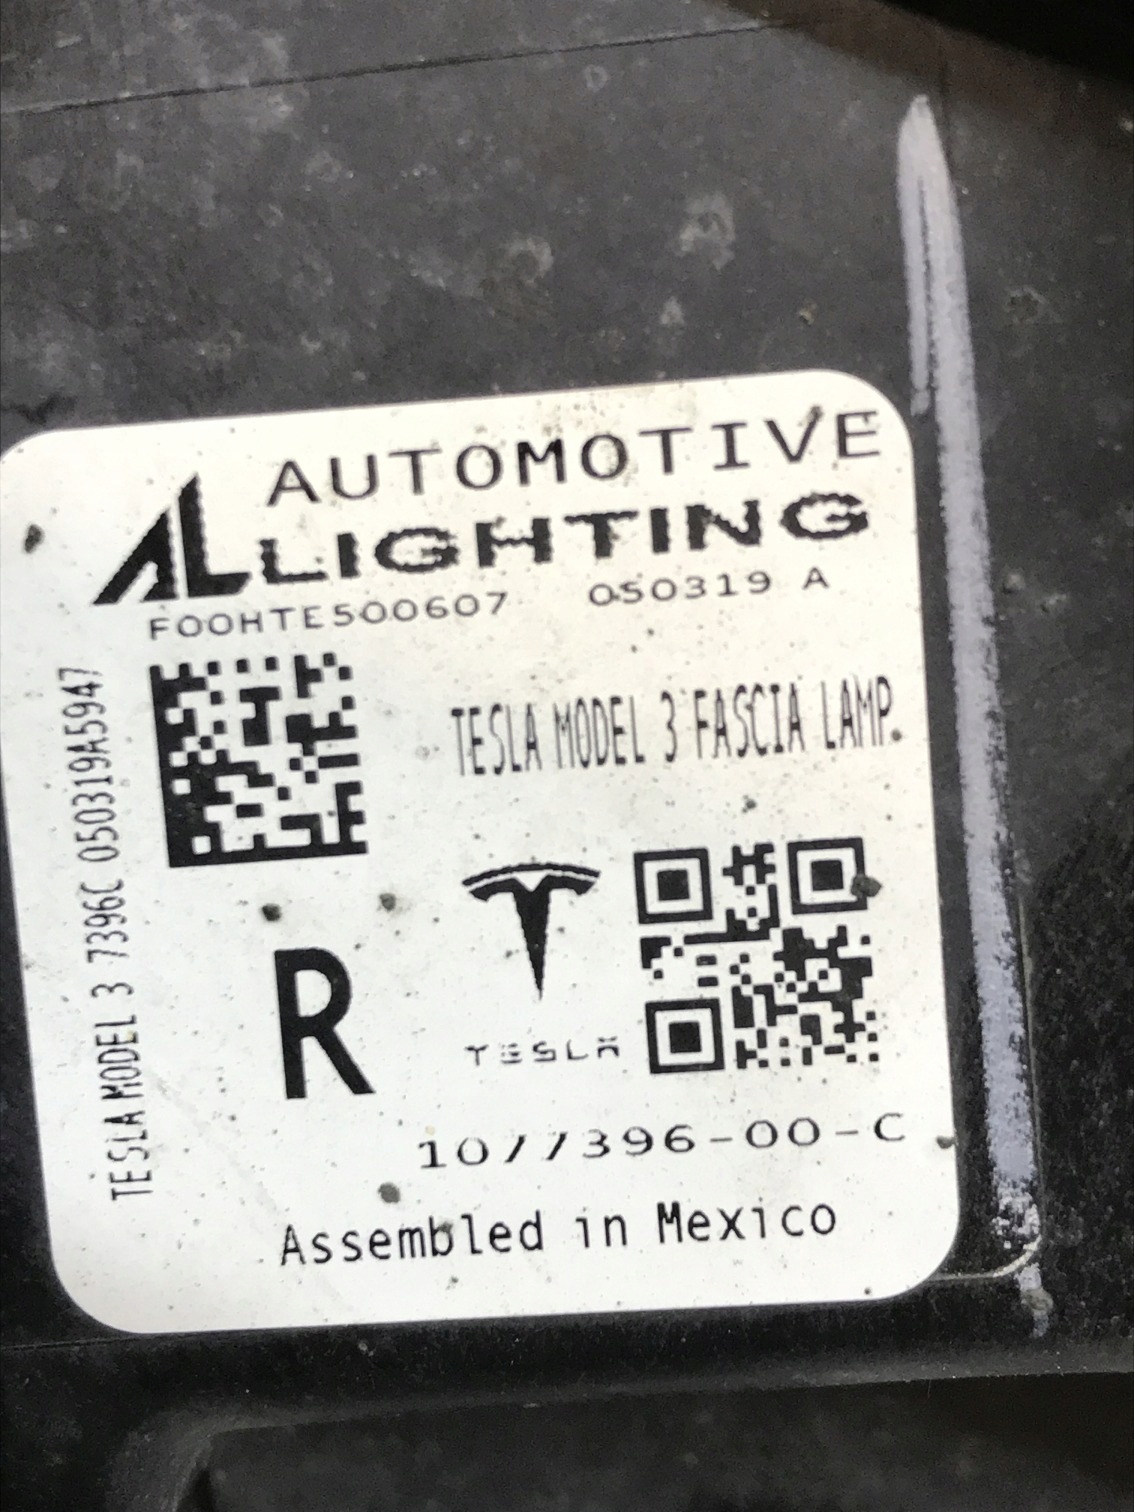 AUTOMOTIVE
AL LIGHTING
F00HTE500607 050319 A
TESLA MODEL 3 7396C 050319A5947
TESLA MODEL 3 FASCIA LAMP.
R
TESLA
1077396-00-C
Assembled in Mexico